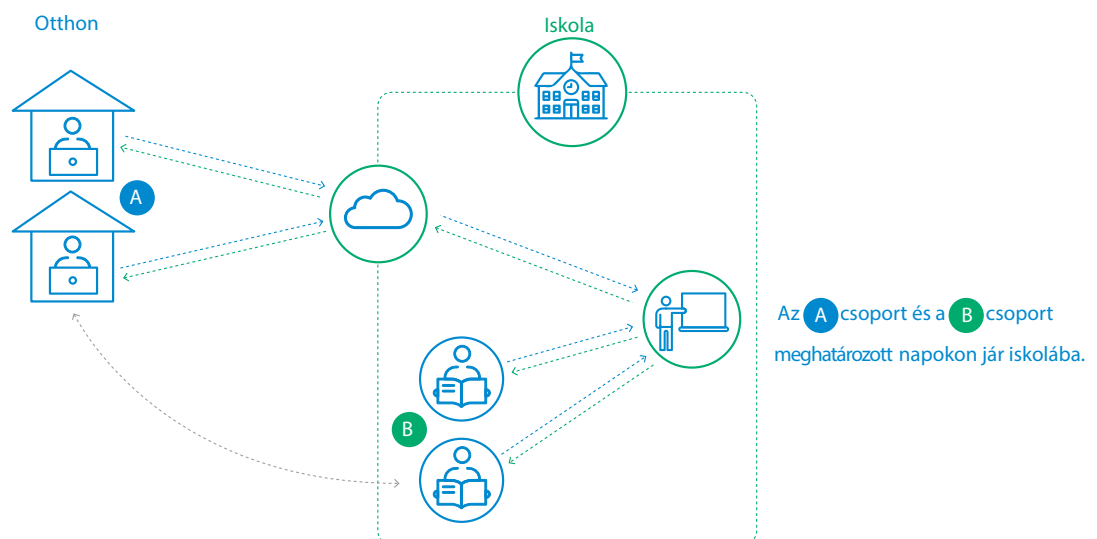 Otthon
Iskola
A
B
Az A csoport és a B csoport
meghatározott napokon jár iskolába.